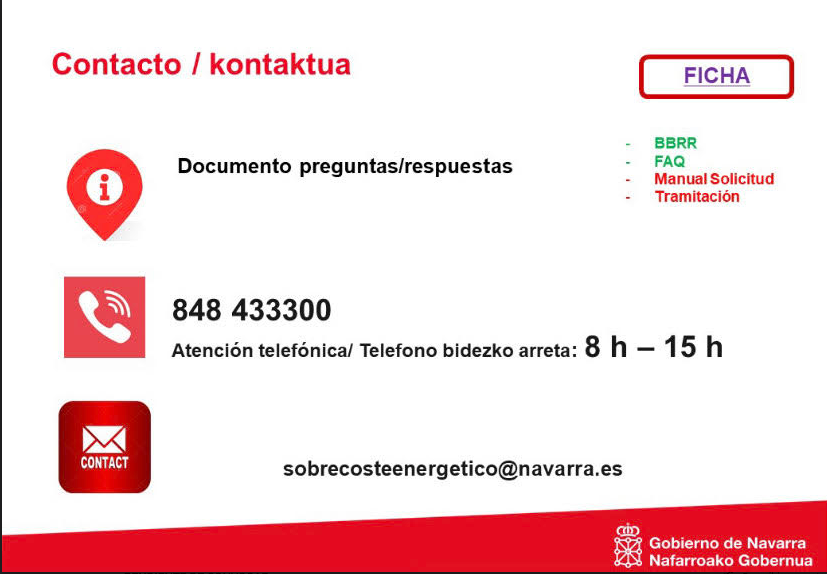 Contacto / kontaktua
FICHA
Documento preguntas/respuestas
- BBRR
- FAQ
- Manual Solicitud
- Tramitación
848 433300
Atención telefónica/ Telefono bidezko arreta: 8 h – 15 h
CONTACT
sobrecosteenergetico@navarra.es
Gobierno de Navarra
Nafarroako Gobernua